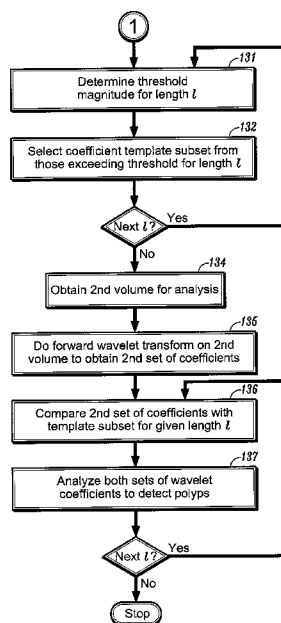 1
131
Determine threshold
magnitude for length l
132
Select coefficient template subset from
those exceeding threshold for length l
Next l?
Yes
No
134
Obtain 2nd volume for analysis
135
Do forward wavelet transform on 2nd
volume to obtain 2nd set of coefficients
136
Compare 2nd set of coefficients with
template subset for given length l
137
Analyze both sets of wavelet
coefficients to detect polyps
Next l?
Yes
No
Stop